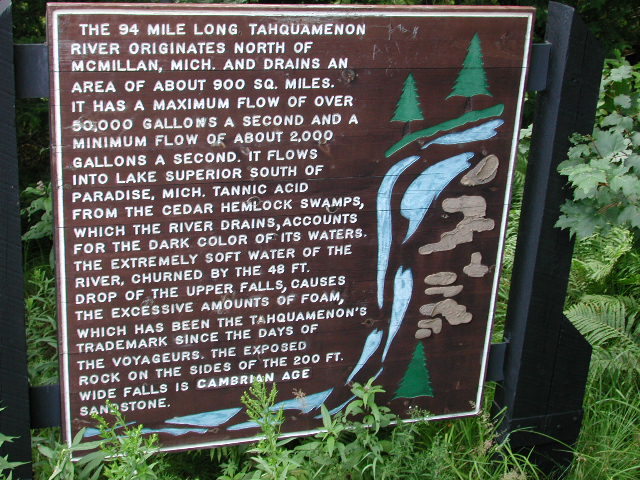 THE 94 MILE LONG TAHQUAMENON
RIVER ORIGINATES NORTH OF
MCMILLAN, MICH. AND DRAINS AN
AREA OF ABOUT 900 SQ. MILES.
IT HAS A MAXIMUM FLOW OF OVER
50,000 GALLONS A SECOND AND A
MINIMUM FLOW OF ABOUT 2,000
GALLONS A SECOND. IT FLOWS
INTO LAKE SUPERIOR SOUTH OF
PARADISE, MICH. TANNIC ACID
FROM THE CEDAR HEMLOCK SWAMPS,
WHICH THE RIVER DRAINS, ACCOUNTS
FOR THE DARK COLOR OF ITS WATERS.
THE EXTREMELY SOFT WATER OF THE
RIVER, CHURNED BY THE 48 FT.
DROP OF THE UPPER FALLS, CAUSES
THE EXCESSIVE AMOUNTS OF FOAM,
WHICH HAS BEEN THE TAHQUAMENON'S
TRADEMARK SINCE THE DAYS OF
THE VOYAGEURS. THE EXPOSED
ROCK ON THE SIDES OF THE 200 FT.
WIDE FALLS IS CAMBRIAN AGE
SANDSTONE.